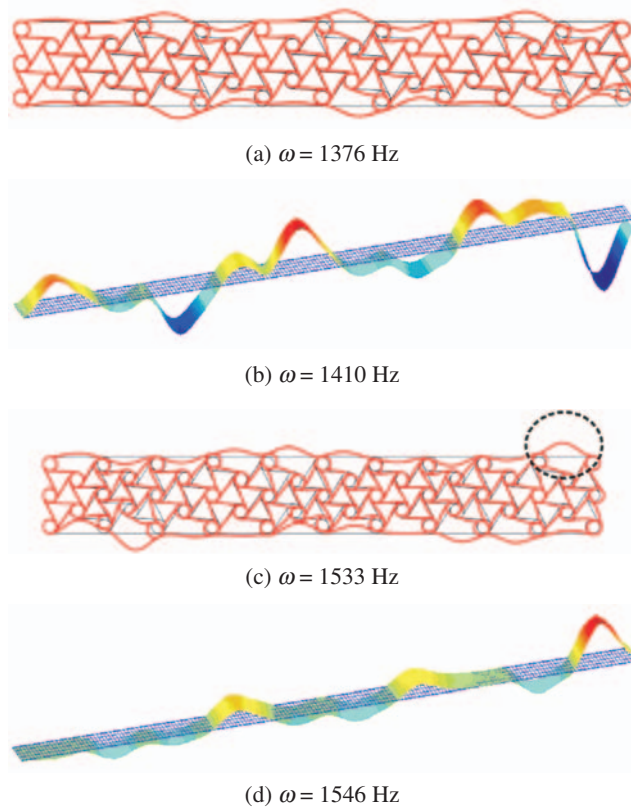 (a) ω = 1376 Hz
(b) ω = 1410 Hz
(c) ω = 1533 Hz
(d) ω = 1546 Hz